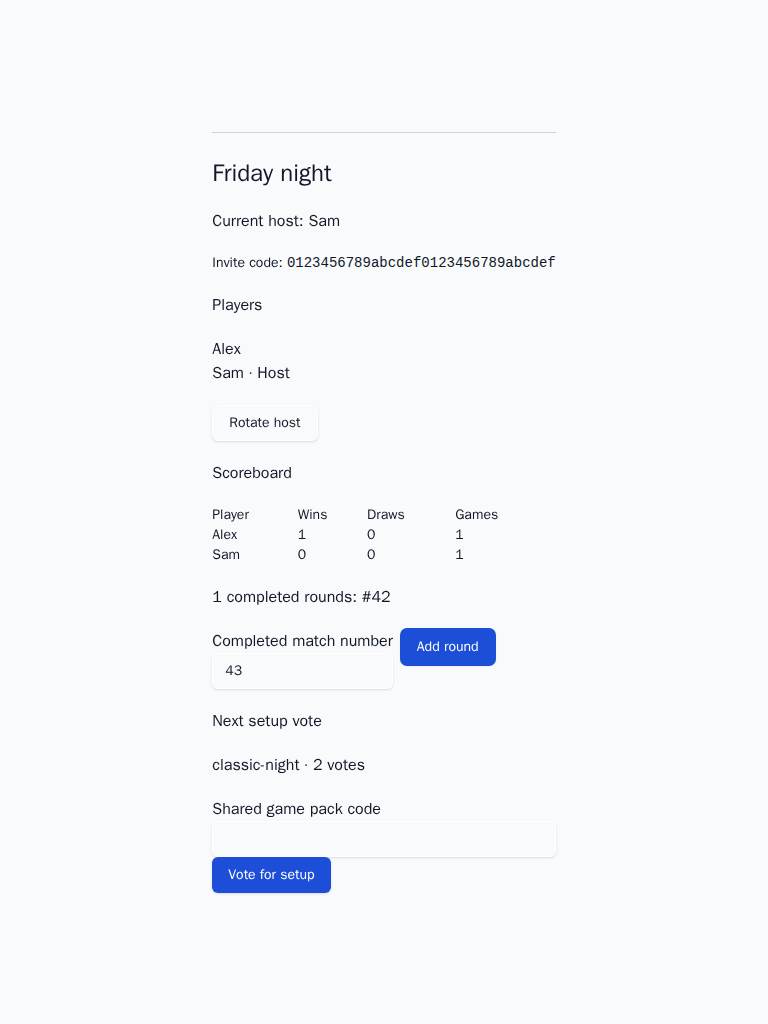 Friday night
Current host: Sam
Invite code: 0123456789abcdef0123456789abcdef
Players
Alex
Sam · Host
Rotate host
Scoreboard
Player Wins Draws Games
Alex 1 0 1
Sam 0 0 1
1 completed rounds: #42
Completed match number
43
Add round
Next setup vote
classic-night · 2 votes
Shared game pack code
Vote for setup